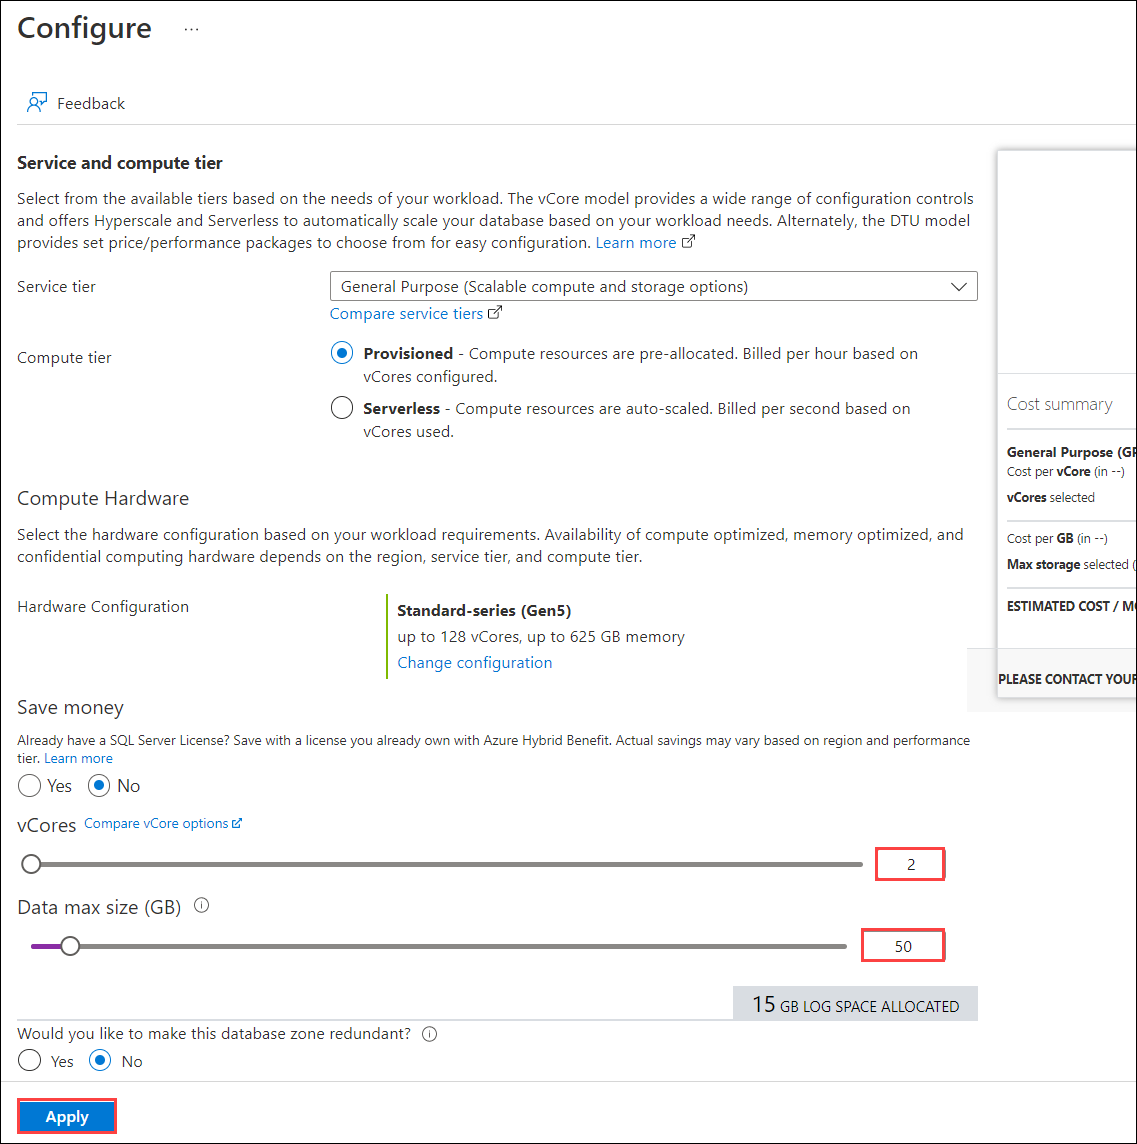 Configure ...
Feedback
Service and compute tier
Select from the available tiers based on the needs of your workload. The vCore model provides a wide range of configuration controls
and offers Hyperscale and Serverless to automatically scale your database based on your workload needs. Alternately, the DTU model
provides set price/performance packages to choose from for easy configuration. Learn more
Service tier
General Purpose (Scalable compute and storage options)
Compare service tiers
Compute tier
Provisioned - Compute resources are pre-allocated. Billed per hour based on
vCores configured.
Serverless - Compute resources are auto-scaled. Billed per second based on
vCores used.
Compute Hardware
Select the hardware configuration based on your workload requirements. Availability of compute optimized, memory optimized, and
confidential computing hardware depends on the region, service tier, and compute tier.
Hardware Configuration
Standard-series (Gen5)
up to 128 vCores, up to 625 GB memory
Change configuration
Save money
Already have a SQL Server License? Save with a license you already own with Azure Hybrid Benefit. Actual savings may vary based on region and performance
tier. Learn more
Yes No
vCores Compare vCore options
2
Data max size (GB)
50
15 GB LOG SPACE ALLOCATED
Would you like to make this database zone redundant?
Yes No
Apply
Cost summary
General Purpose (GP
Cost per vCore (in --)
vCores selected
Cost per GB (in --)
Max storage selected (
ESTIMATED COST / MO
PLEASE CONTACT YOUR